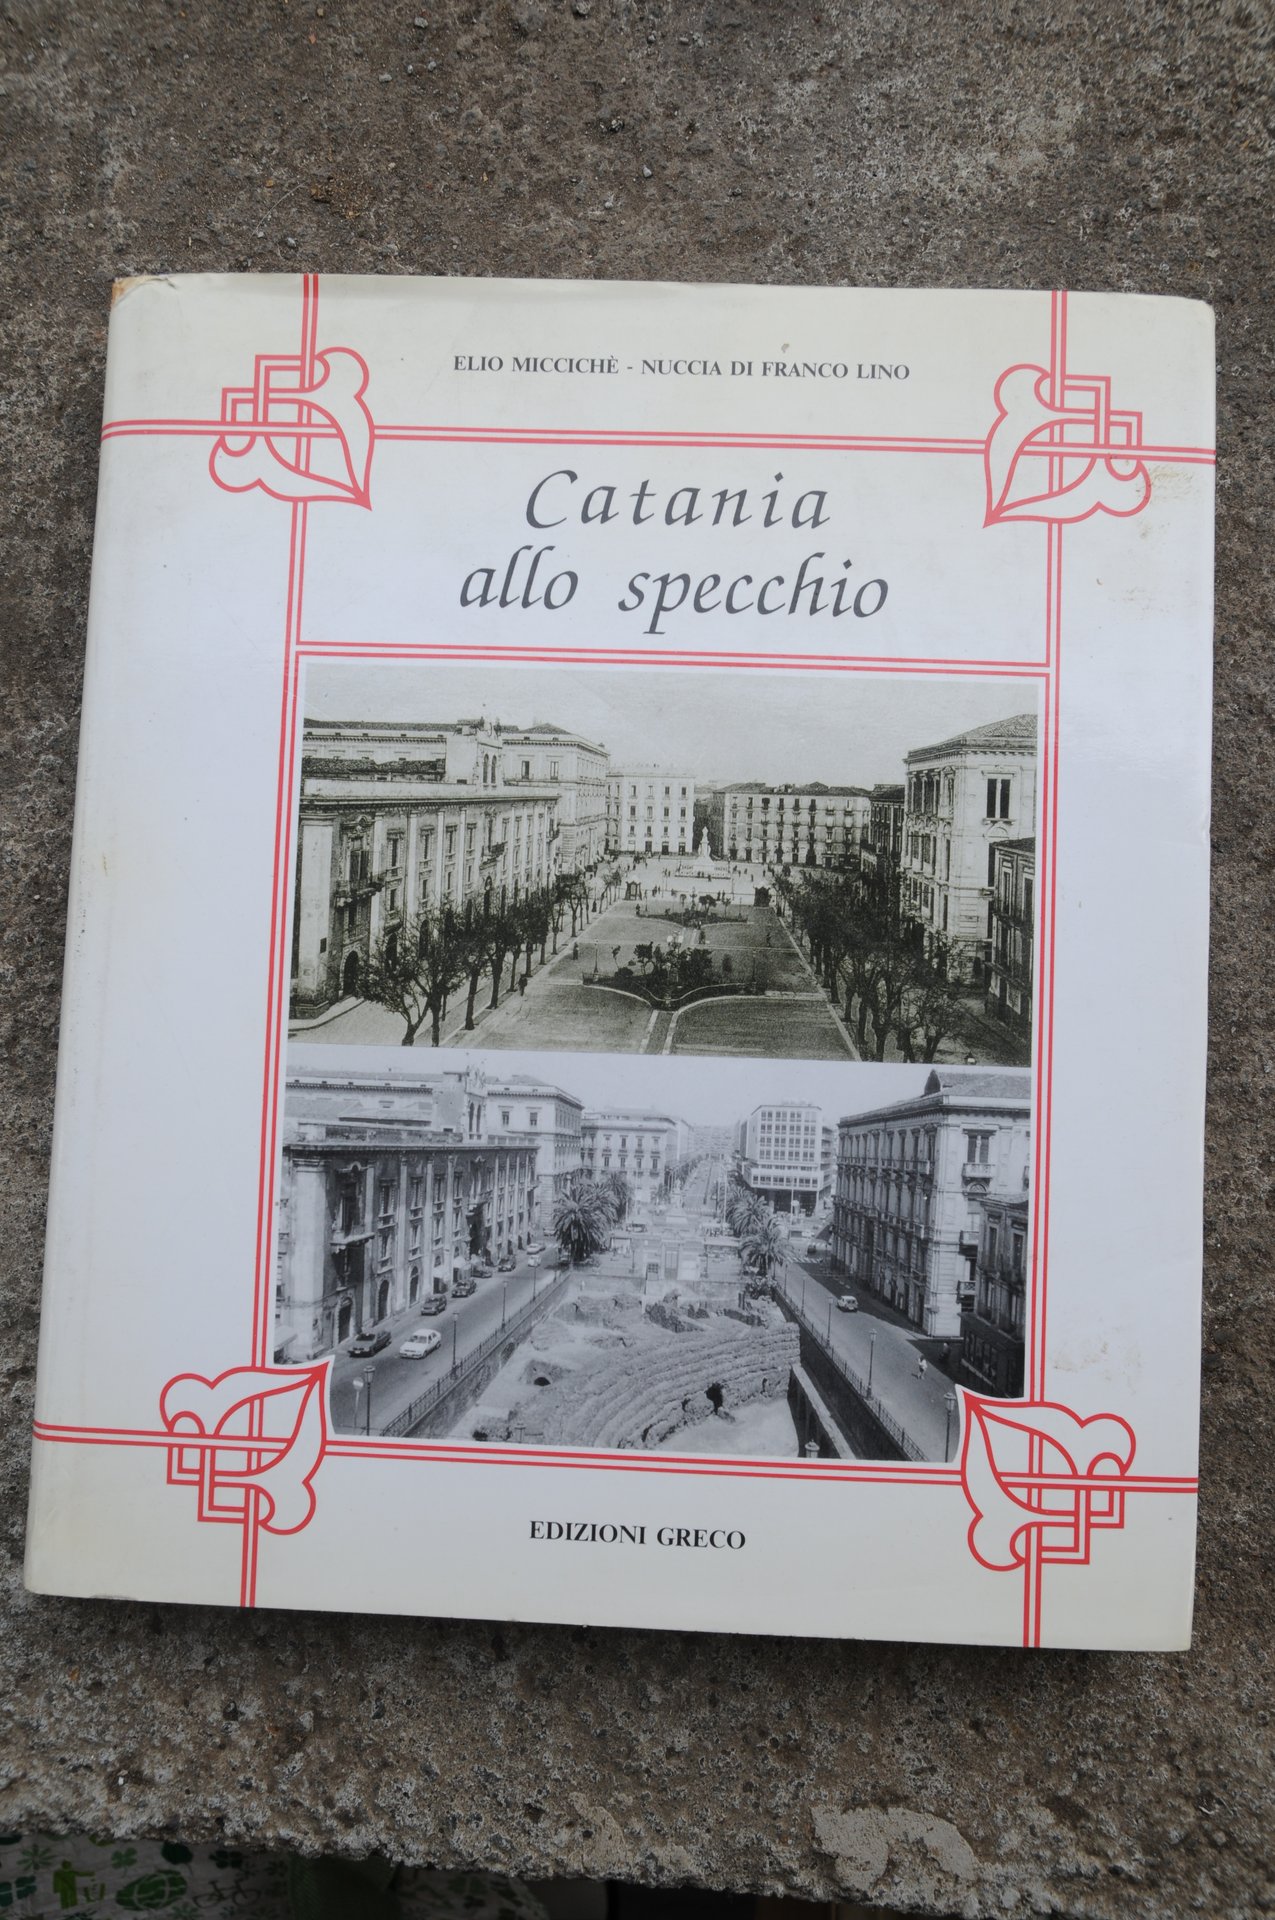 ELIO MICCICHÈ - NUCCIA DI FRANCO LINO
Catania
allo specchio
EDIZIONI GRECO